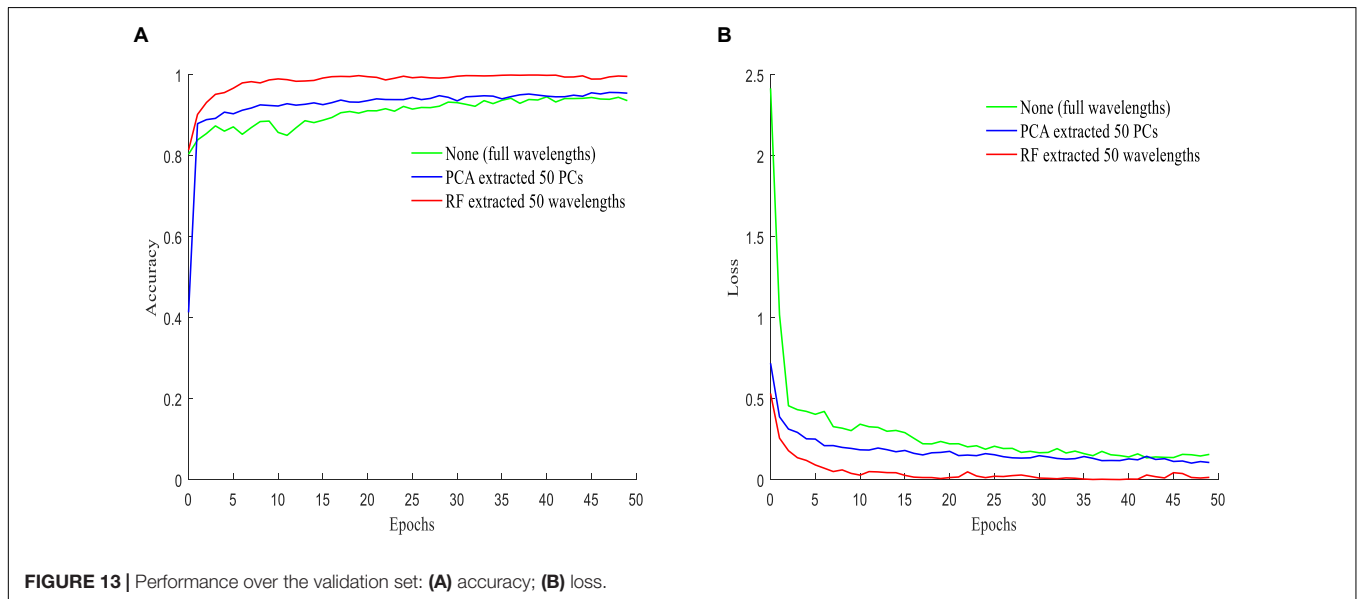 A
1
0.8
0.6
0.4
0.2
0
Accuracy
None (full wavelengths)
PCA extracted 50 PCs
RF extracted 50 wavelengths
0 5 10 15 20 25 30 35 40 45 50
Epochs
B
2.5
2
1.5
1
0.5
0
Loss
None (full wavelengths)
PCA extracted 50 PCs
RF extracted 50 wavelengths
0 5 10 15 20 25 30 35 40 45 50
Epochs
FIGURE 13 | Performance over the validation set: (A) accuracy; (B) loss.